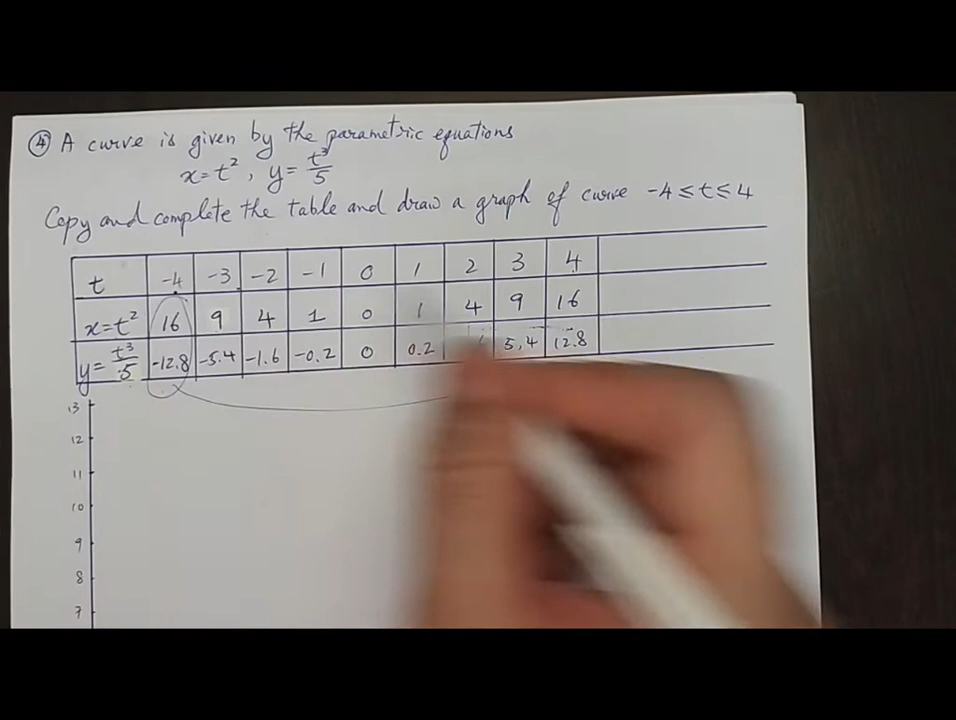 ④ A curve is given by the parametric equations
x=t², y=t³/5
Copy and complete the table and draw a graph of curve -4≤t≤4
t -4 -3 -2 -1 0 1 2 3 4
x=t² 16 9 4 1 0 1 4 9 16
y=t³/5 -12.8 -5.4 -1.6 -0.2 0 0.2 5.4 12.8
13
12
11
10
9
8
7